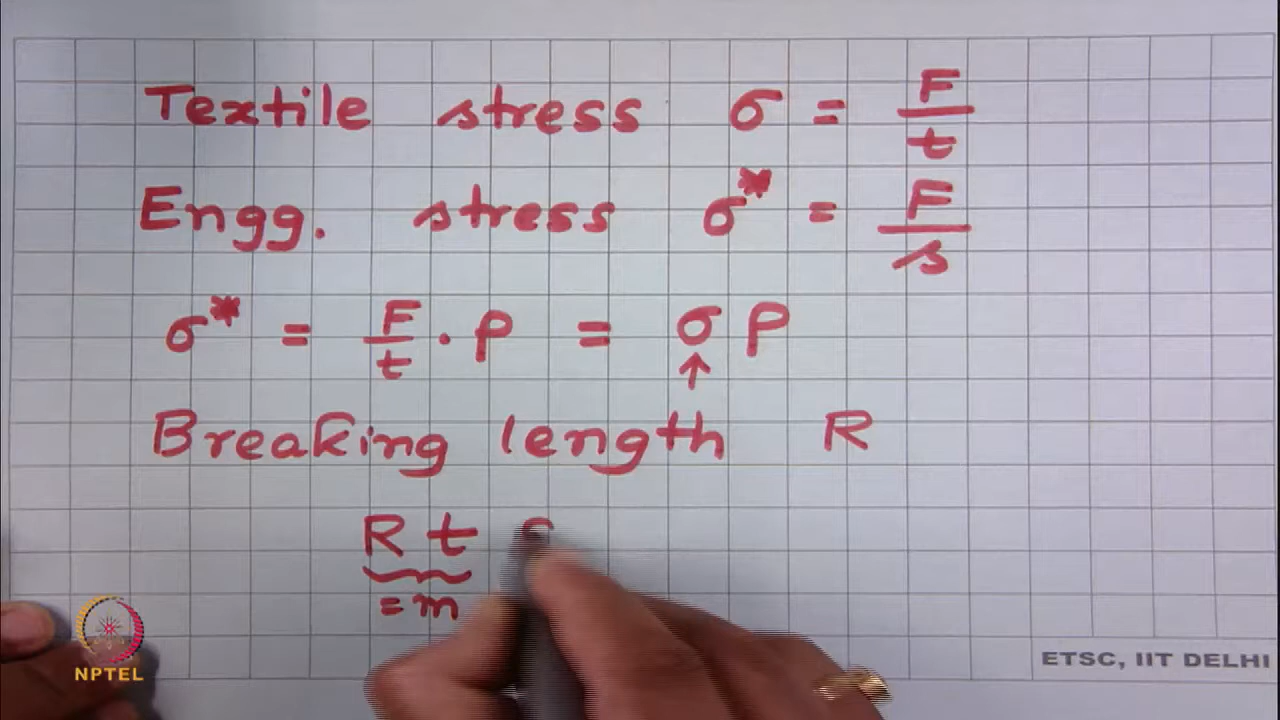 Textile stress σ = F/t
Engg. stress σ* = F/s
σ* = F/t · ρ = σ ρ
↑
Breaking length R
R t
= m
NPTEL
ETSC, IIT DELHI